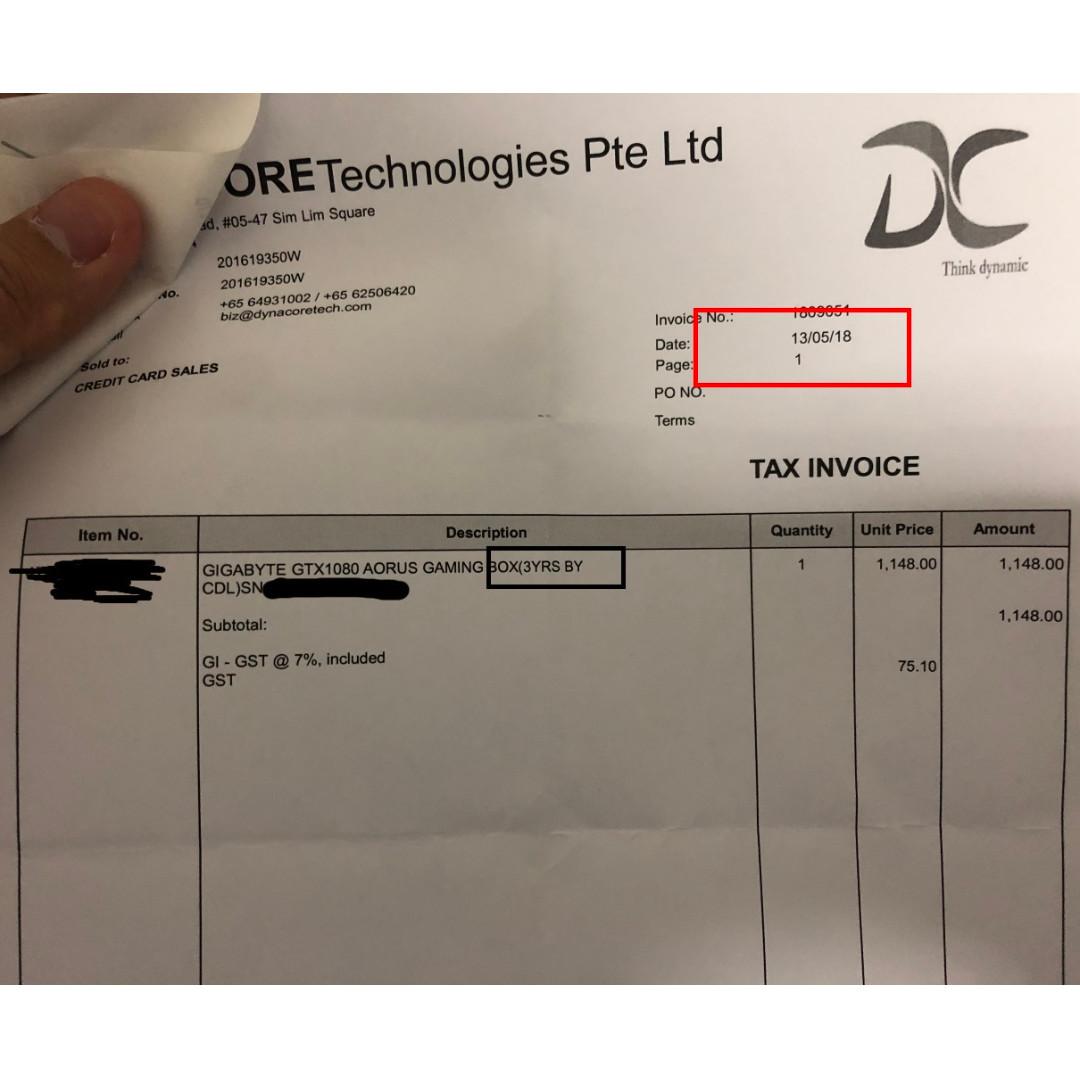 ORETechnologies Pte Ltd
DC
Think dynamic
#05-47 Sim Lim Square
201619350W
No. 201619350W
+65 64931002 / +65 62506420
biz@dynacoretech.com
Sold to:
CREDIT CARD SALES
Invoice No.: 1809051
Date: 13/05/18
Page: 1
PO NO.
Terms
TAX INVOICE
Item No. Description Quantity Unit Price Amount
GIGABYTE GTX1080 AORUS GAMING BOX(3YRS BY 1 1,148.00 1,148.00
CDL)SN
Subtotal: 1,148.00
GI - GST @ 7%, included 75.10
GST